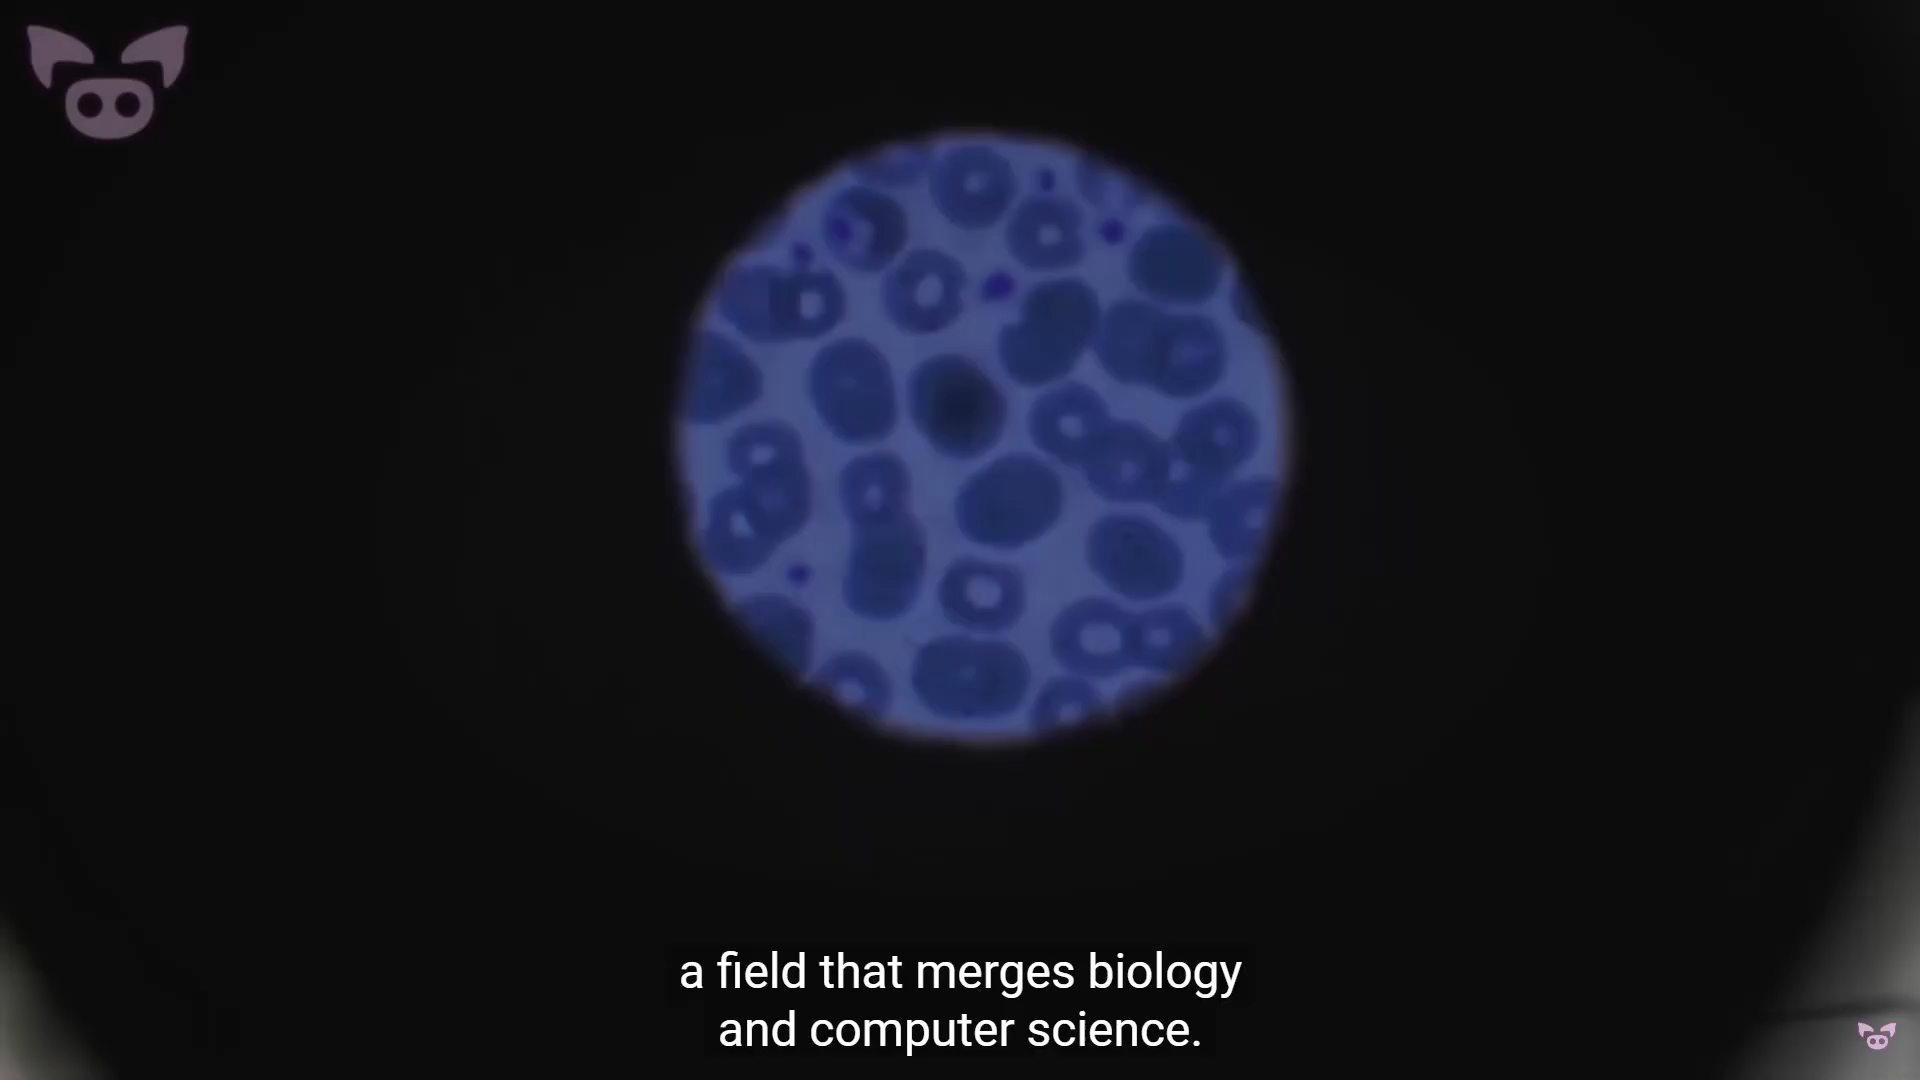 a field that merges biology
and computer science.